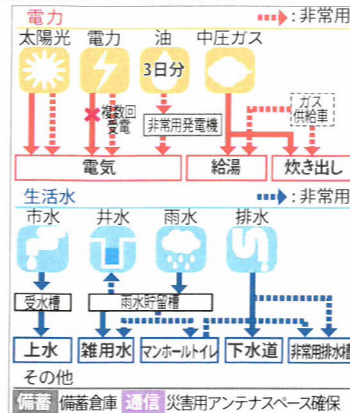 電力 : 非常用
太陽光 電力 油 中圧ガス
3日分
複数回
受電
ガス
供給車
非常用発電機
電気 給湯 炊き出し
生活水 : 非常用
市水 井水 雨水 排水
受水槽 雨水貯留槽
上水 雑用水 マンホールトイレ 下水道 非常用排水槽
その他
備蓄 備蓄倉庫 通信 災害用アンテナスペース確保